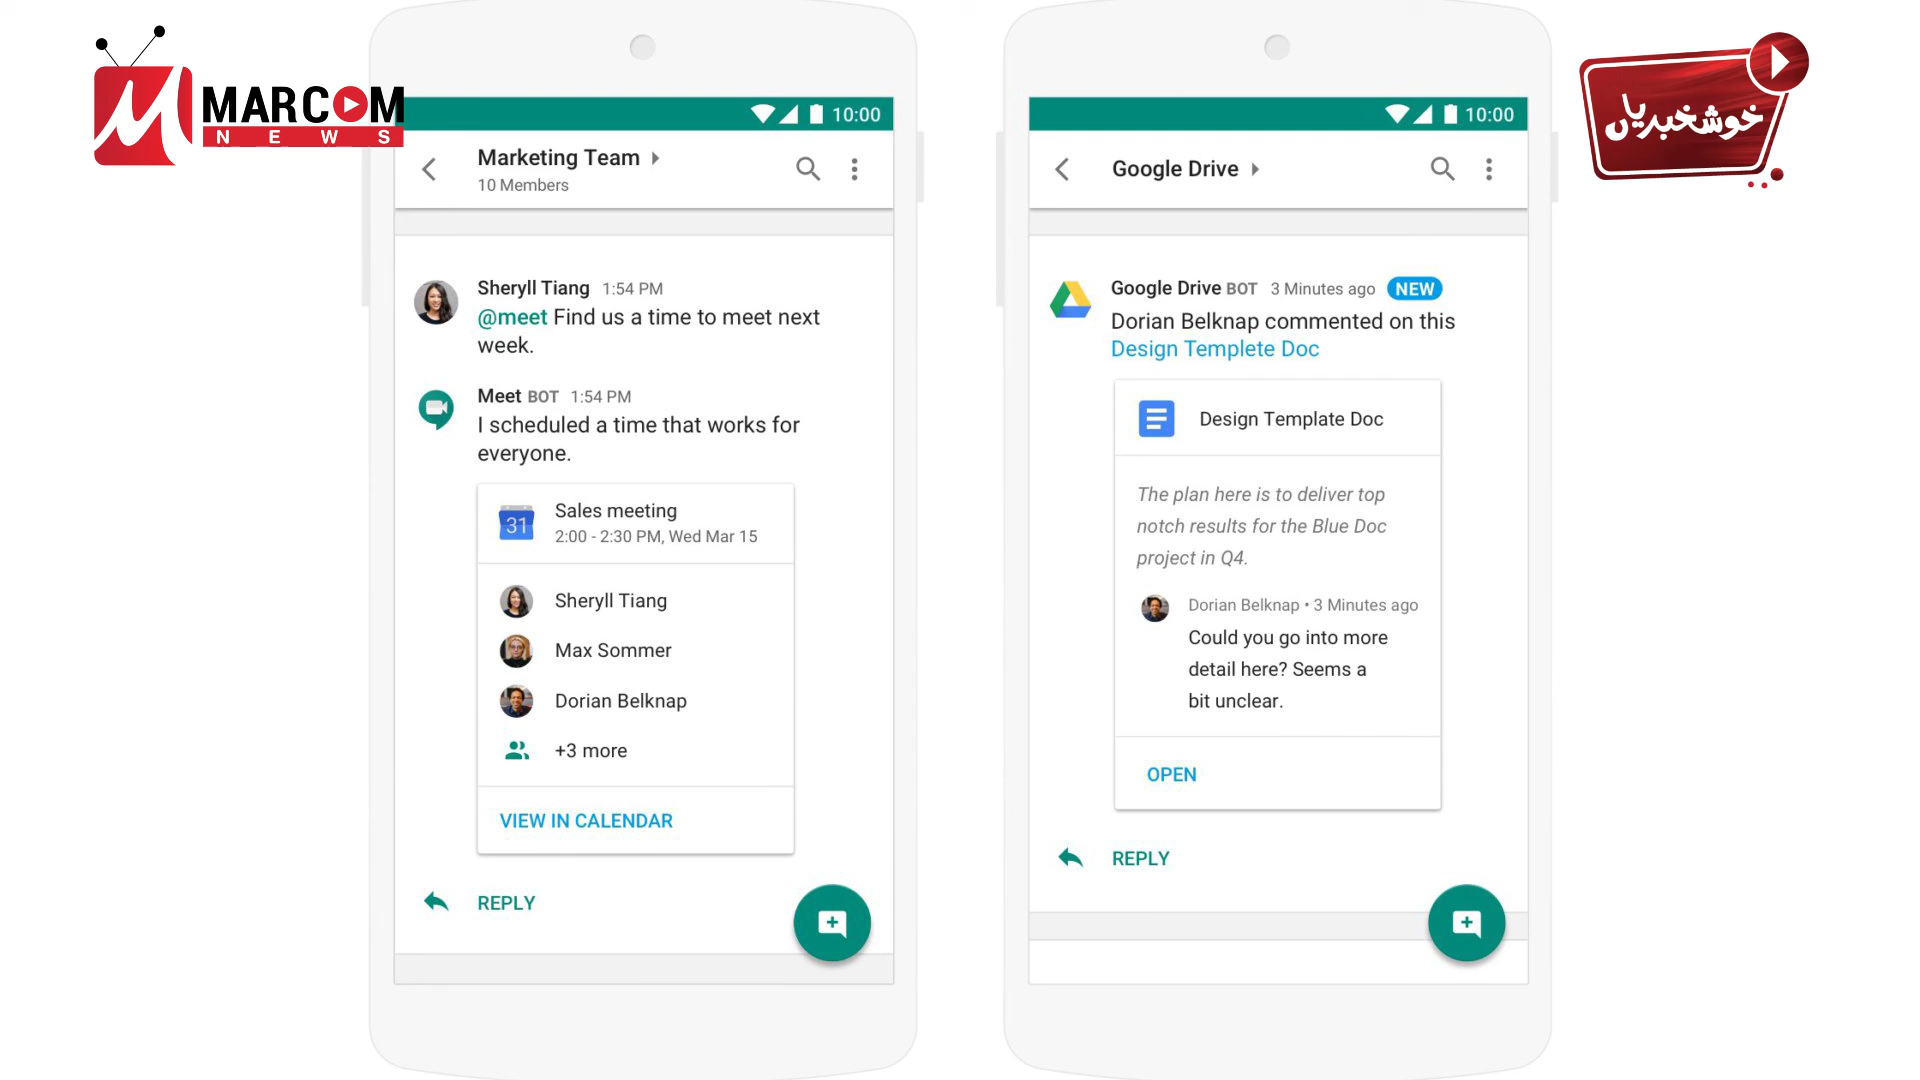 MARCOM
NEWS
10:00
Marketing Team
10 Members
Sheryll Tiang 1:54 PM
@meet Find us a time to meet next
week.
Meet BOT 1:54 PM
I scheduled a time that works for
everyone.
31
Sales meeting
2:00 - 2:30 PM, Wed Mar 15
Sheryll Tiang
Max Sommer
Dorian Belknap
+3 more
VIEW IN CALENDAR
REPLY
10:00
Google Drive
Google Drive BOT 3 Minutes ago NEW
Dorian Belknap commented on this
Design Templete Doc
Design Template Doc
The plan here is to deliver top
notch results for the Blue Doc
project in Q4.
Dorian Belknap • 3 Minutes ago
Could you go into more
detail here? Seems a
bit unclear.
OPEN
REPLY
خوشخبریاں